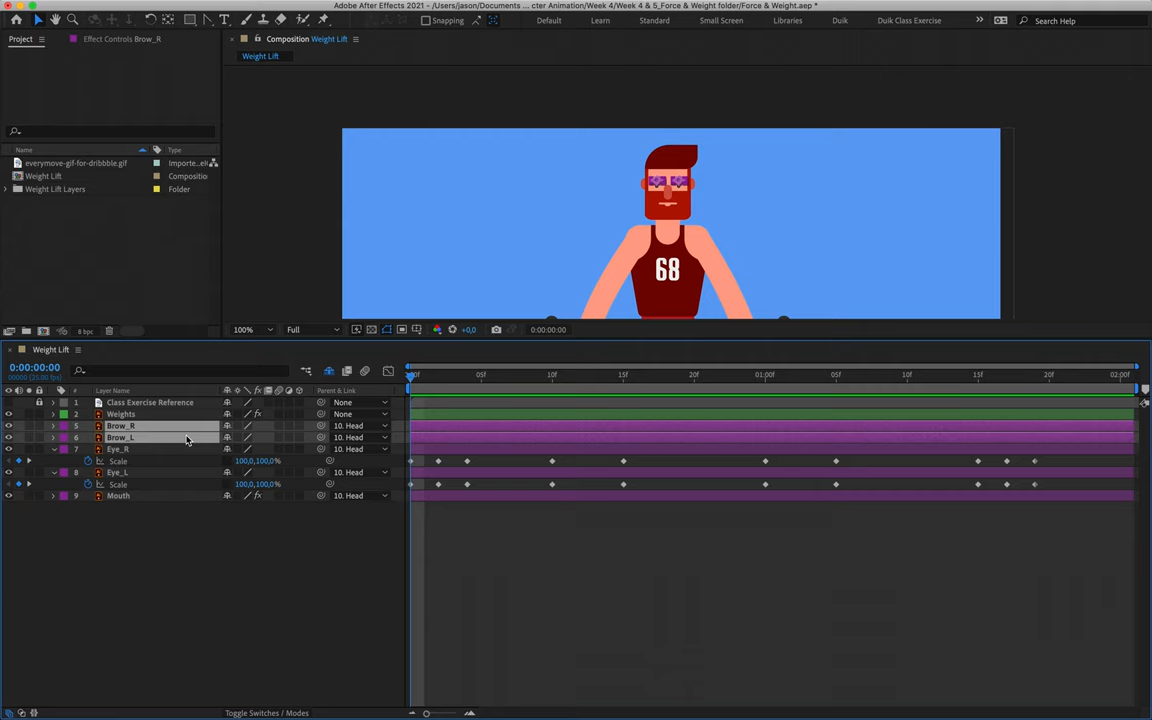 Adobe After Effects 2021 - /Users/jason/Documents ... cter Animation/Week 4/Week 4 & 5_Force & Weight folder/Force & Weight.aep *
Snapping
Default
Learn
Standard
Small Screen
Libraries
Duik
Duik Class Exercise
Search Help
Project
Effect Controls Brow_R
Composition Weight Lift
Weight Lift
Name
Type
everymove-gif-for-dribbble.gif
Importe...
Weight Lift
Compositio
Weight Lift Layers
Folder
68
8 bpc
100%
Full
+0,0
0:00:00:00
Weight Lift
0:00:00:00
00000 (25.00 fps)
05f
10f
15f
20f
01:00f
05f
10f
15f
20f
02:00f
#
Layer Name
Parent & Link
1
Class Exercise Reference
None
2
Weights
None
5
Brow_R
10. Head
6
Brow_L
10. Head
7
Eye_R
10. Head
Scale
100,0,100,0%
8
Eye_L
10. Head
Scale
100,0,100,0%
9
Mouth
10. Head
Toggle Switches / Modes